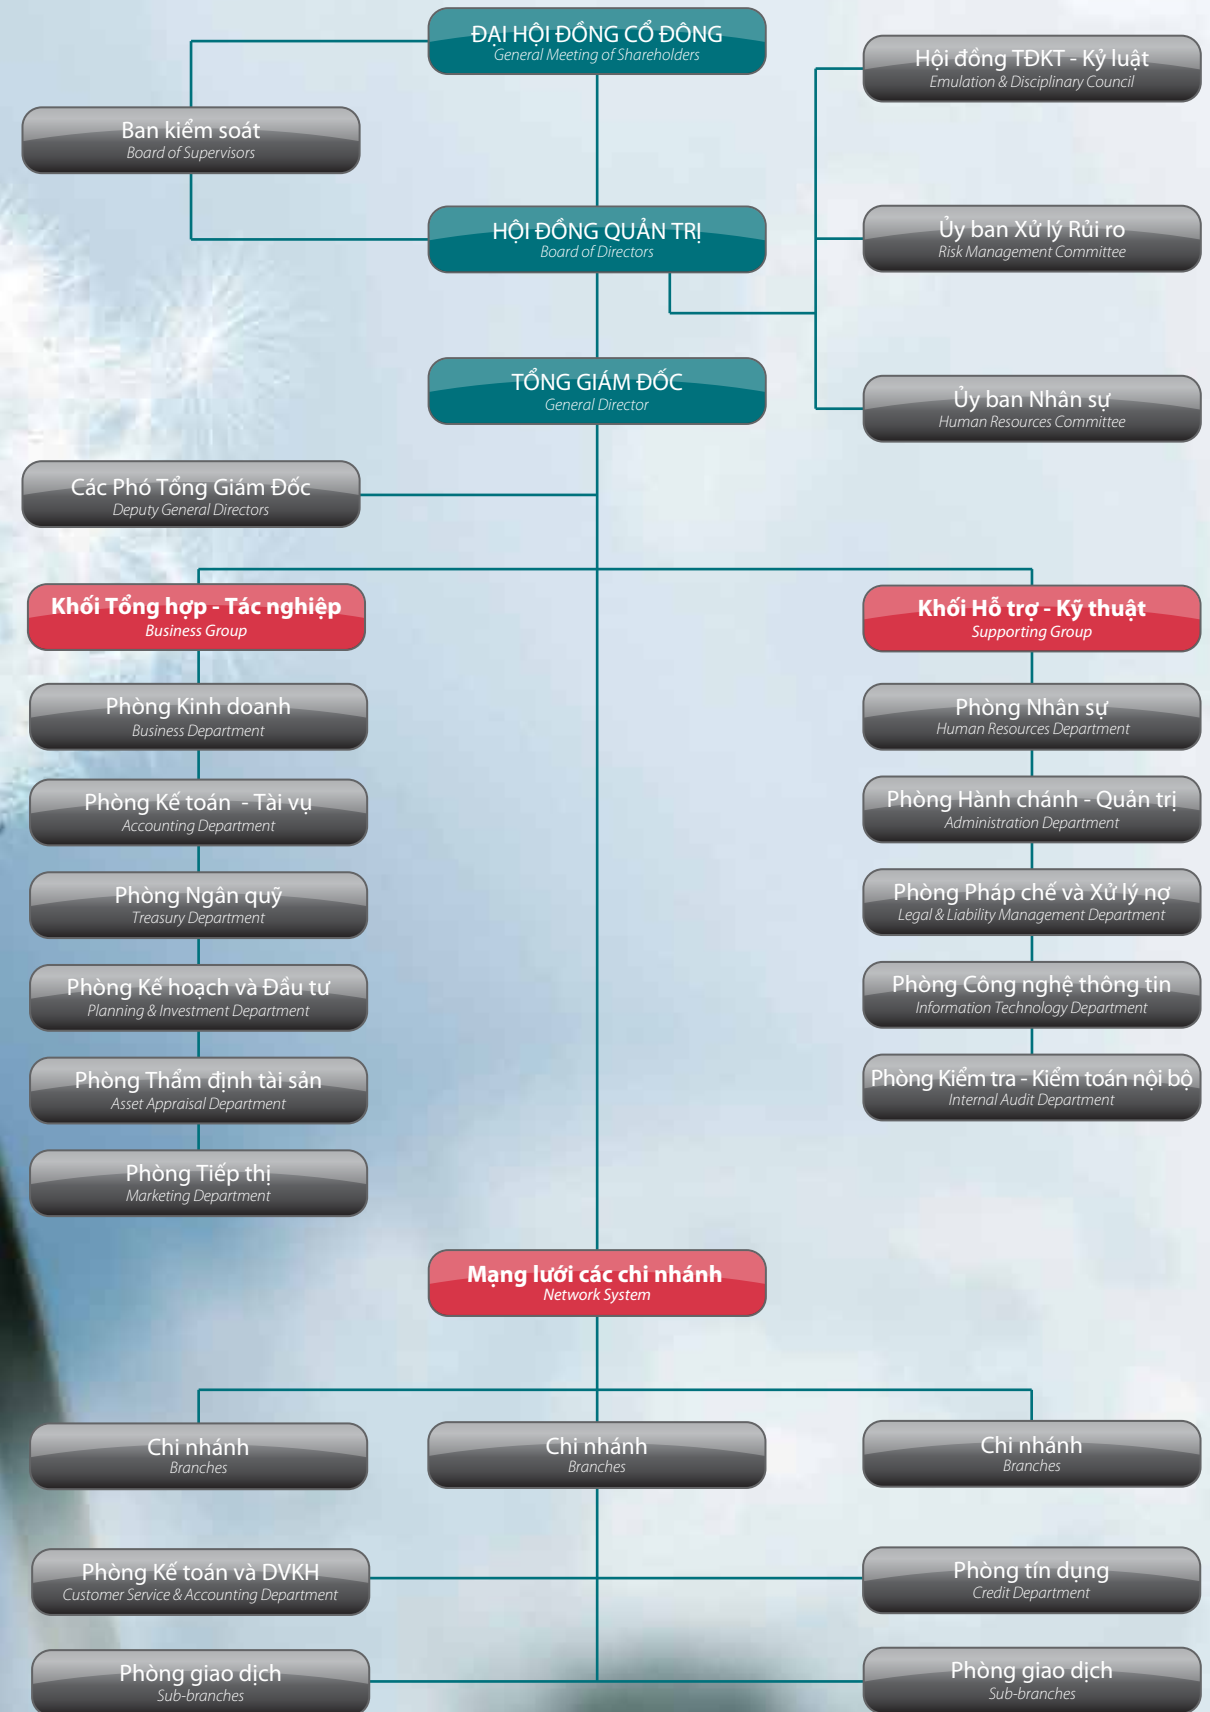 ĐẠI HỘI ĐỒNG CỔ ĐÔNG
General Meeting of Shareholders
Hội đồng TĐKT - Kỷ luật
Emulation & Disciplinary Council
Ban kiểm soát
Board of Supervisors
HỘI ĐỒNG QUẢN TRỊ
Board of Directors
Ủy ban Xử lý Rủi ro
Risk Management Committee
TỔNG GIÁM ĐỐC
General Director
Ủy ban Nhân sự
Human Resources Committee
Các Phó Tổng Giám Đốc
Deputy General Directors
Khối Tổng hợp - Tác nghiệp
Business Group
Khối Hỗ trợ - Kỹ thuật
Supporting Group
Phòng Kinh doanh
Business Department
Phòng Kế toán - Tài vụ
Accounting Department
Phòng Ngân quỹ
Treasury Department
Phòng Kế hoạch và Đầu tư
Planning & Investment Department
Phòng Thẩm định tài sản
Asset Appraisal Department
Phòng Tiếp thị
Marketing Department
Phòng Nhân sự
Human Resources Department
Phòng Hành chánh - Quản trị
Administration Department
Phòng Pháp chế và Xử lý nợ
Legal & Liability Management Department
Phòng Công nghệ thông tin
Information Technology Department
Phòng Kiểm tra - Kiểm toán nội bộ
Internal Audit Department
Mạng lưới các chi nhánh
Network System
Chi nhánh
Branches
Chi nhánh
Branches
Chi nhánh
Branches
Phòng Kế toán và DVKH
Customer Service & Accounting Department
Phòng tín dụng
Credit Department
Phòng giao dịch
Sub-branches
Phòng giao dịch
Sub-branches